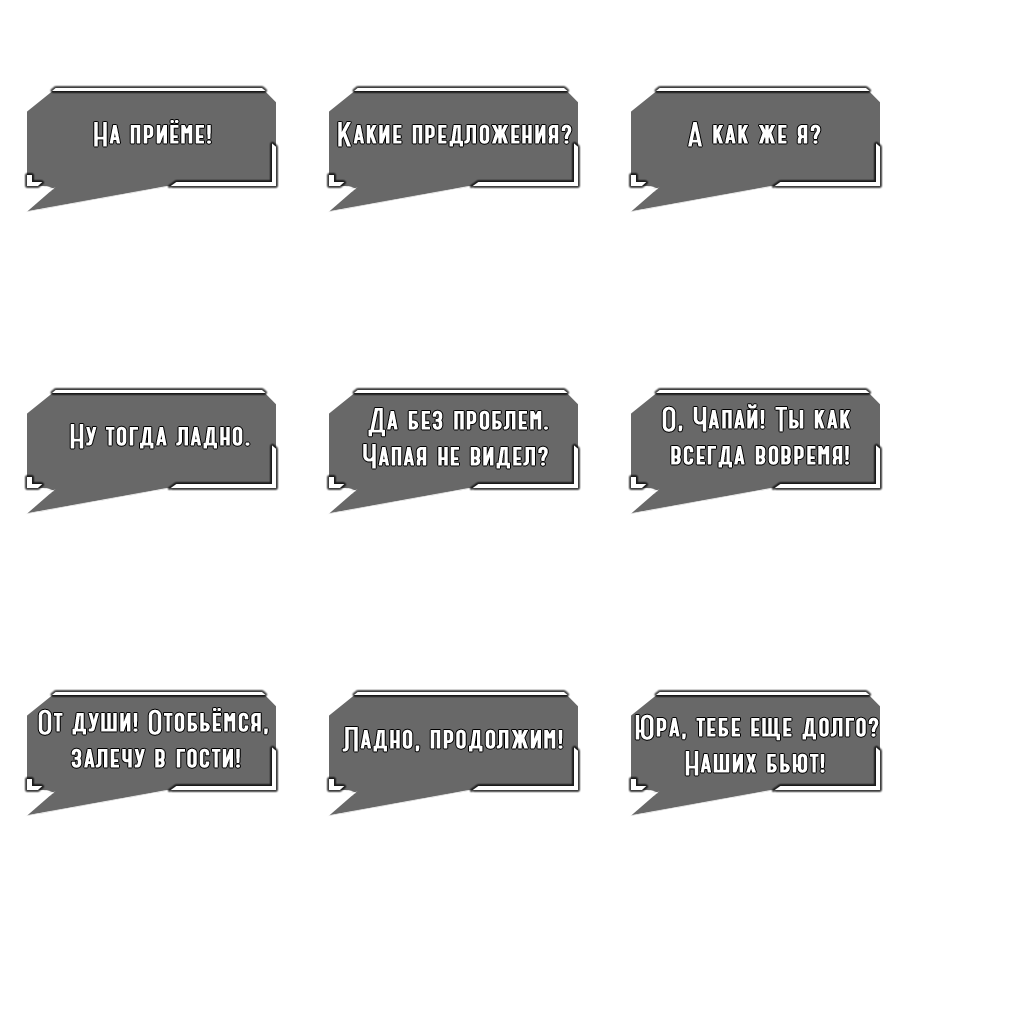 На приёме!
Какие предложения?
А как же я?
Ну тогда ладно.
Да без проблем.
Чапая не видел?
О, Чапай! Ты как
всегда вовремя!
От души! Отобьёмся,
залечу в гости!
Ладно, продолжим!
Юра, тебе еще долго?
Наших бьют!